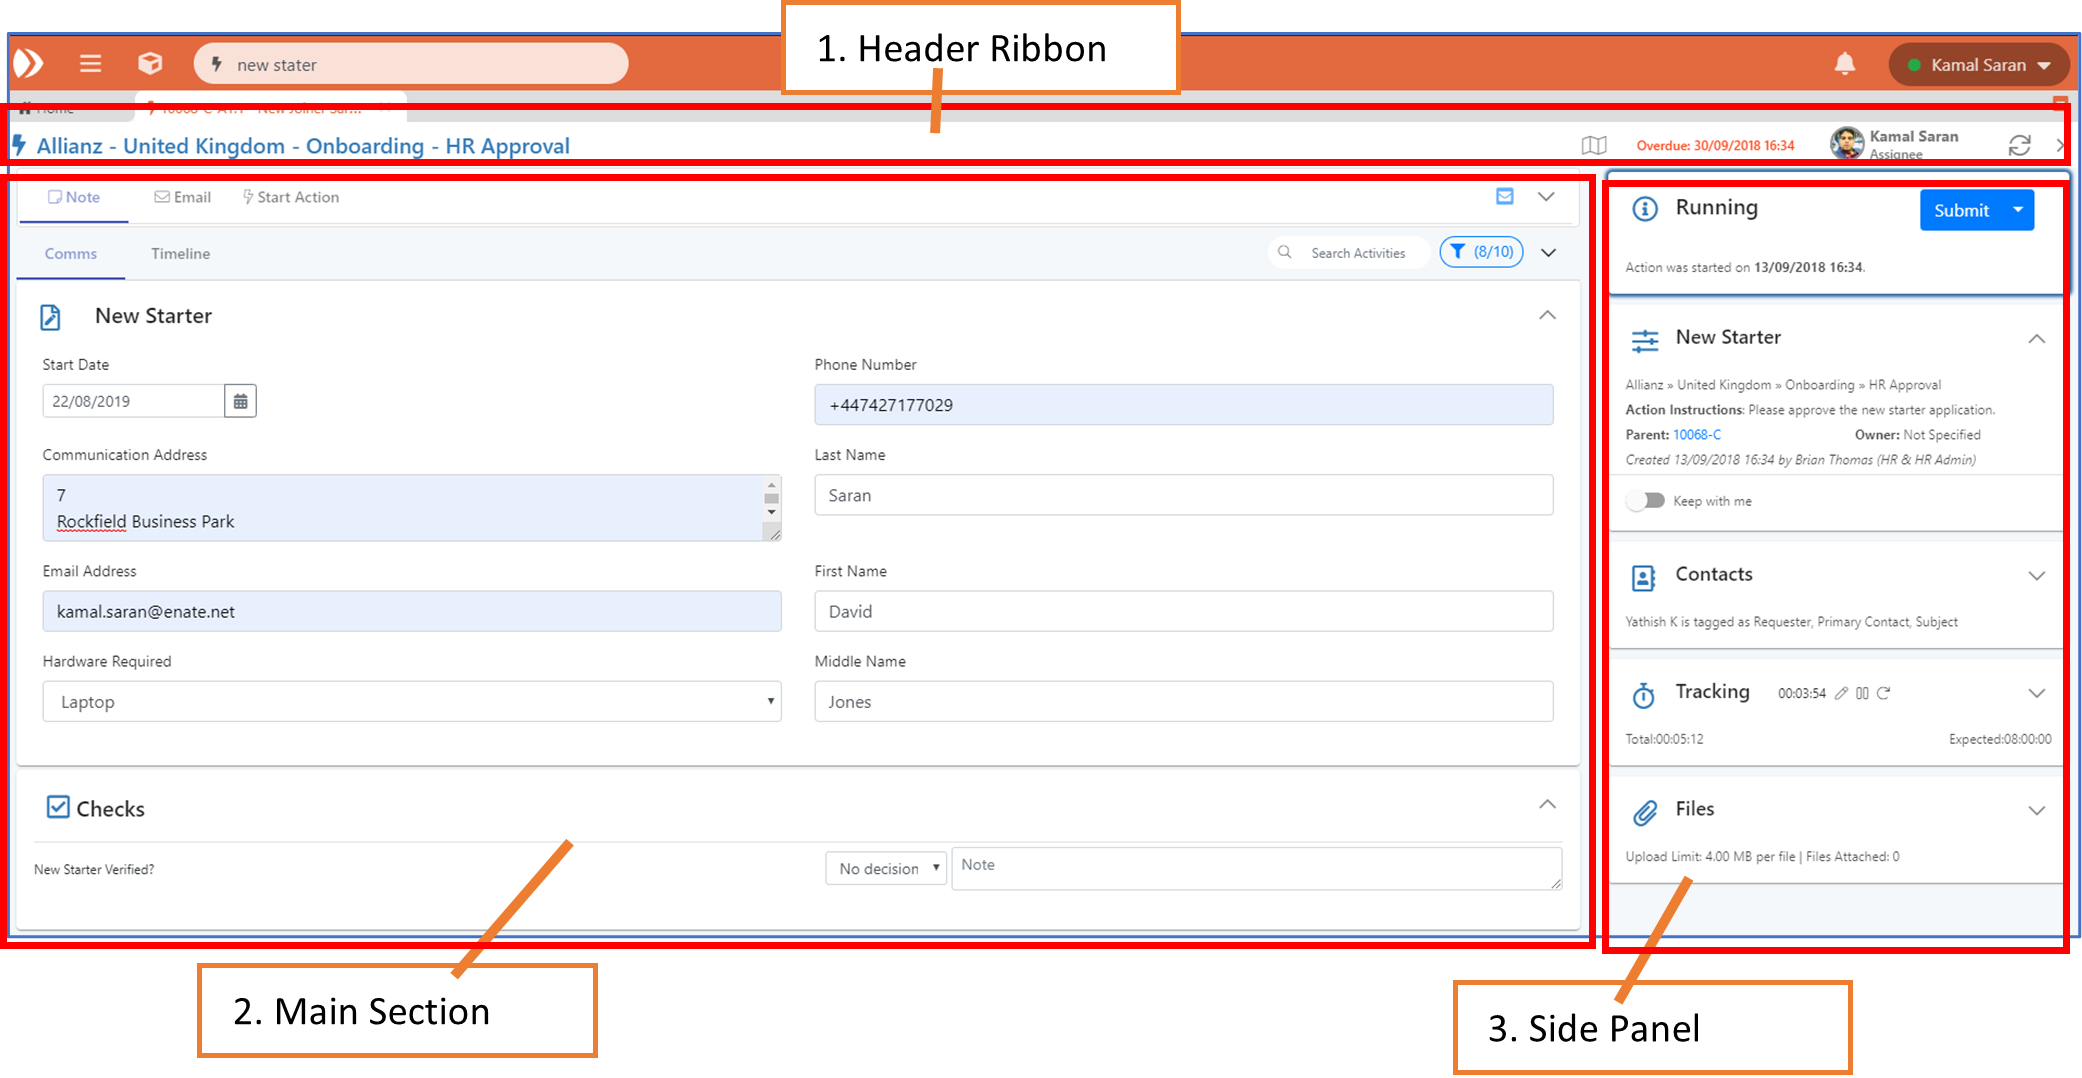 1. Header Ribbon
new stater
Kamal Saran
Home
10068-C-A1.1 - New Joiner Sar...
Allianz - United Kingdom - Onboarding - HR Approval
Overdue: 30/09/2018 16:34
Kamal Saran
Assignee
Note
Email
Start Action
Comms
Timeline
Search Activities
(8/10)
New Starter
Start Date
Phone Number
22/08/2019
+447427177029
Communication Address
Last Name
7
Rockfield Business Park
Saran
Email Address
First Name
kamal.saran@enate.net
David
Hardware Required
Middle Name
Laptop
Jones
Checks
New Starter Verified?
No decision
Note
Running
Submit
Action was started on 13/09/2018 16:34.
New Starter
Allianz » United Kingdom » Onboarding » HR Approval
Action Instructions: Please approve the new starter application.
Parent: 10068-C
Owner: Not Specified
Created 13/09/2018 16:34 by Brian Thomas (HR & HR Admin)
Keep with me
Contacts
Yathish K is tagged as Requester, Primary Contact, Subject
Tracking
00:03:54
Total:00:05:12
Expected:08:00:00
Files
Upload Limit: 4.00 MB per file | Files Attached: 0
2. Main Section
3. Side Panel